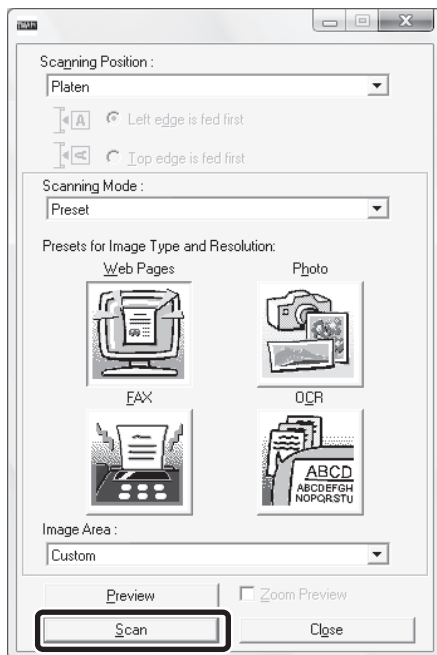 Scanning Position :
Platen
A Left edge is fed first
A Top edge is fed first
Scanning Mode :
Preset
Presets for Image Type and Resolution:
Web Pages Photo
FAX OCR
ABCD
ABCDEFGH
NOPQRSTU
Image Area :
Custom
Preview Zoom Preview
Scan Close